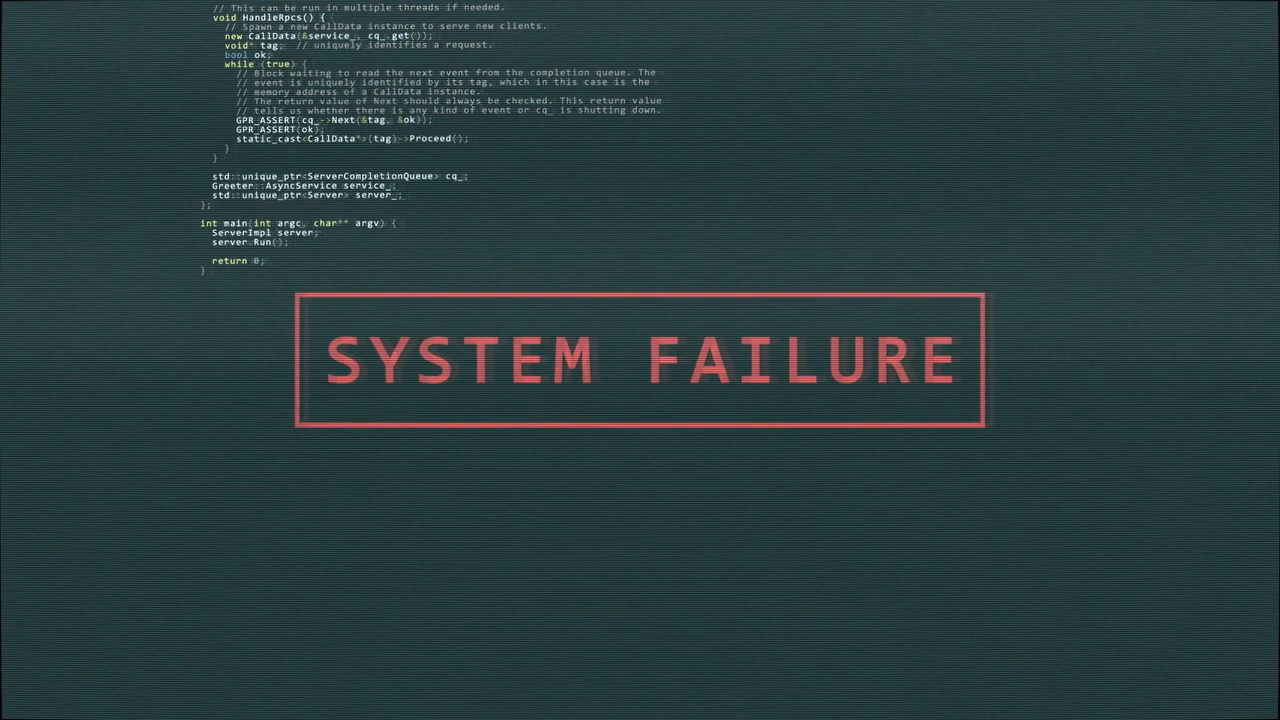 // This can be run in multiple threads if needed.
void HandleRpcs() {
// Spawn a new CallData instance to serve new clients.
new CallData(&service_, cq_.get());
void* tag;  // uniquely identifies a request.
bool ok;
while (true) {
// Block waiting to read the next event from the completion queue. The
// event is uniquely identified by its tag, which in this case is the
// memory address of a CallData instance.
// The return value of Next should always be checked. This return value
// tells us whether there is any kind of event or cq_ is shutting down.
GPR_ASSERT(cq_->Next(&tag, &ok));
GPR_ASSERT(ok);
static_cast<CallData*>(tag)->Proceed();
}
}
std::unique_ptr<ServerCompletionQueue> cq_;
Greeter::AsyncService service_;
std::unique_ptr<Server> server_;
};
int main(int argc, char** argv) {
ServerImpl server;
server.Run();
return 0;
}
SYSTEM FAILURE